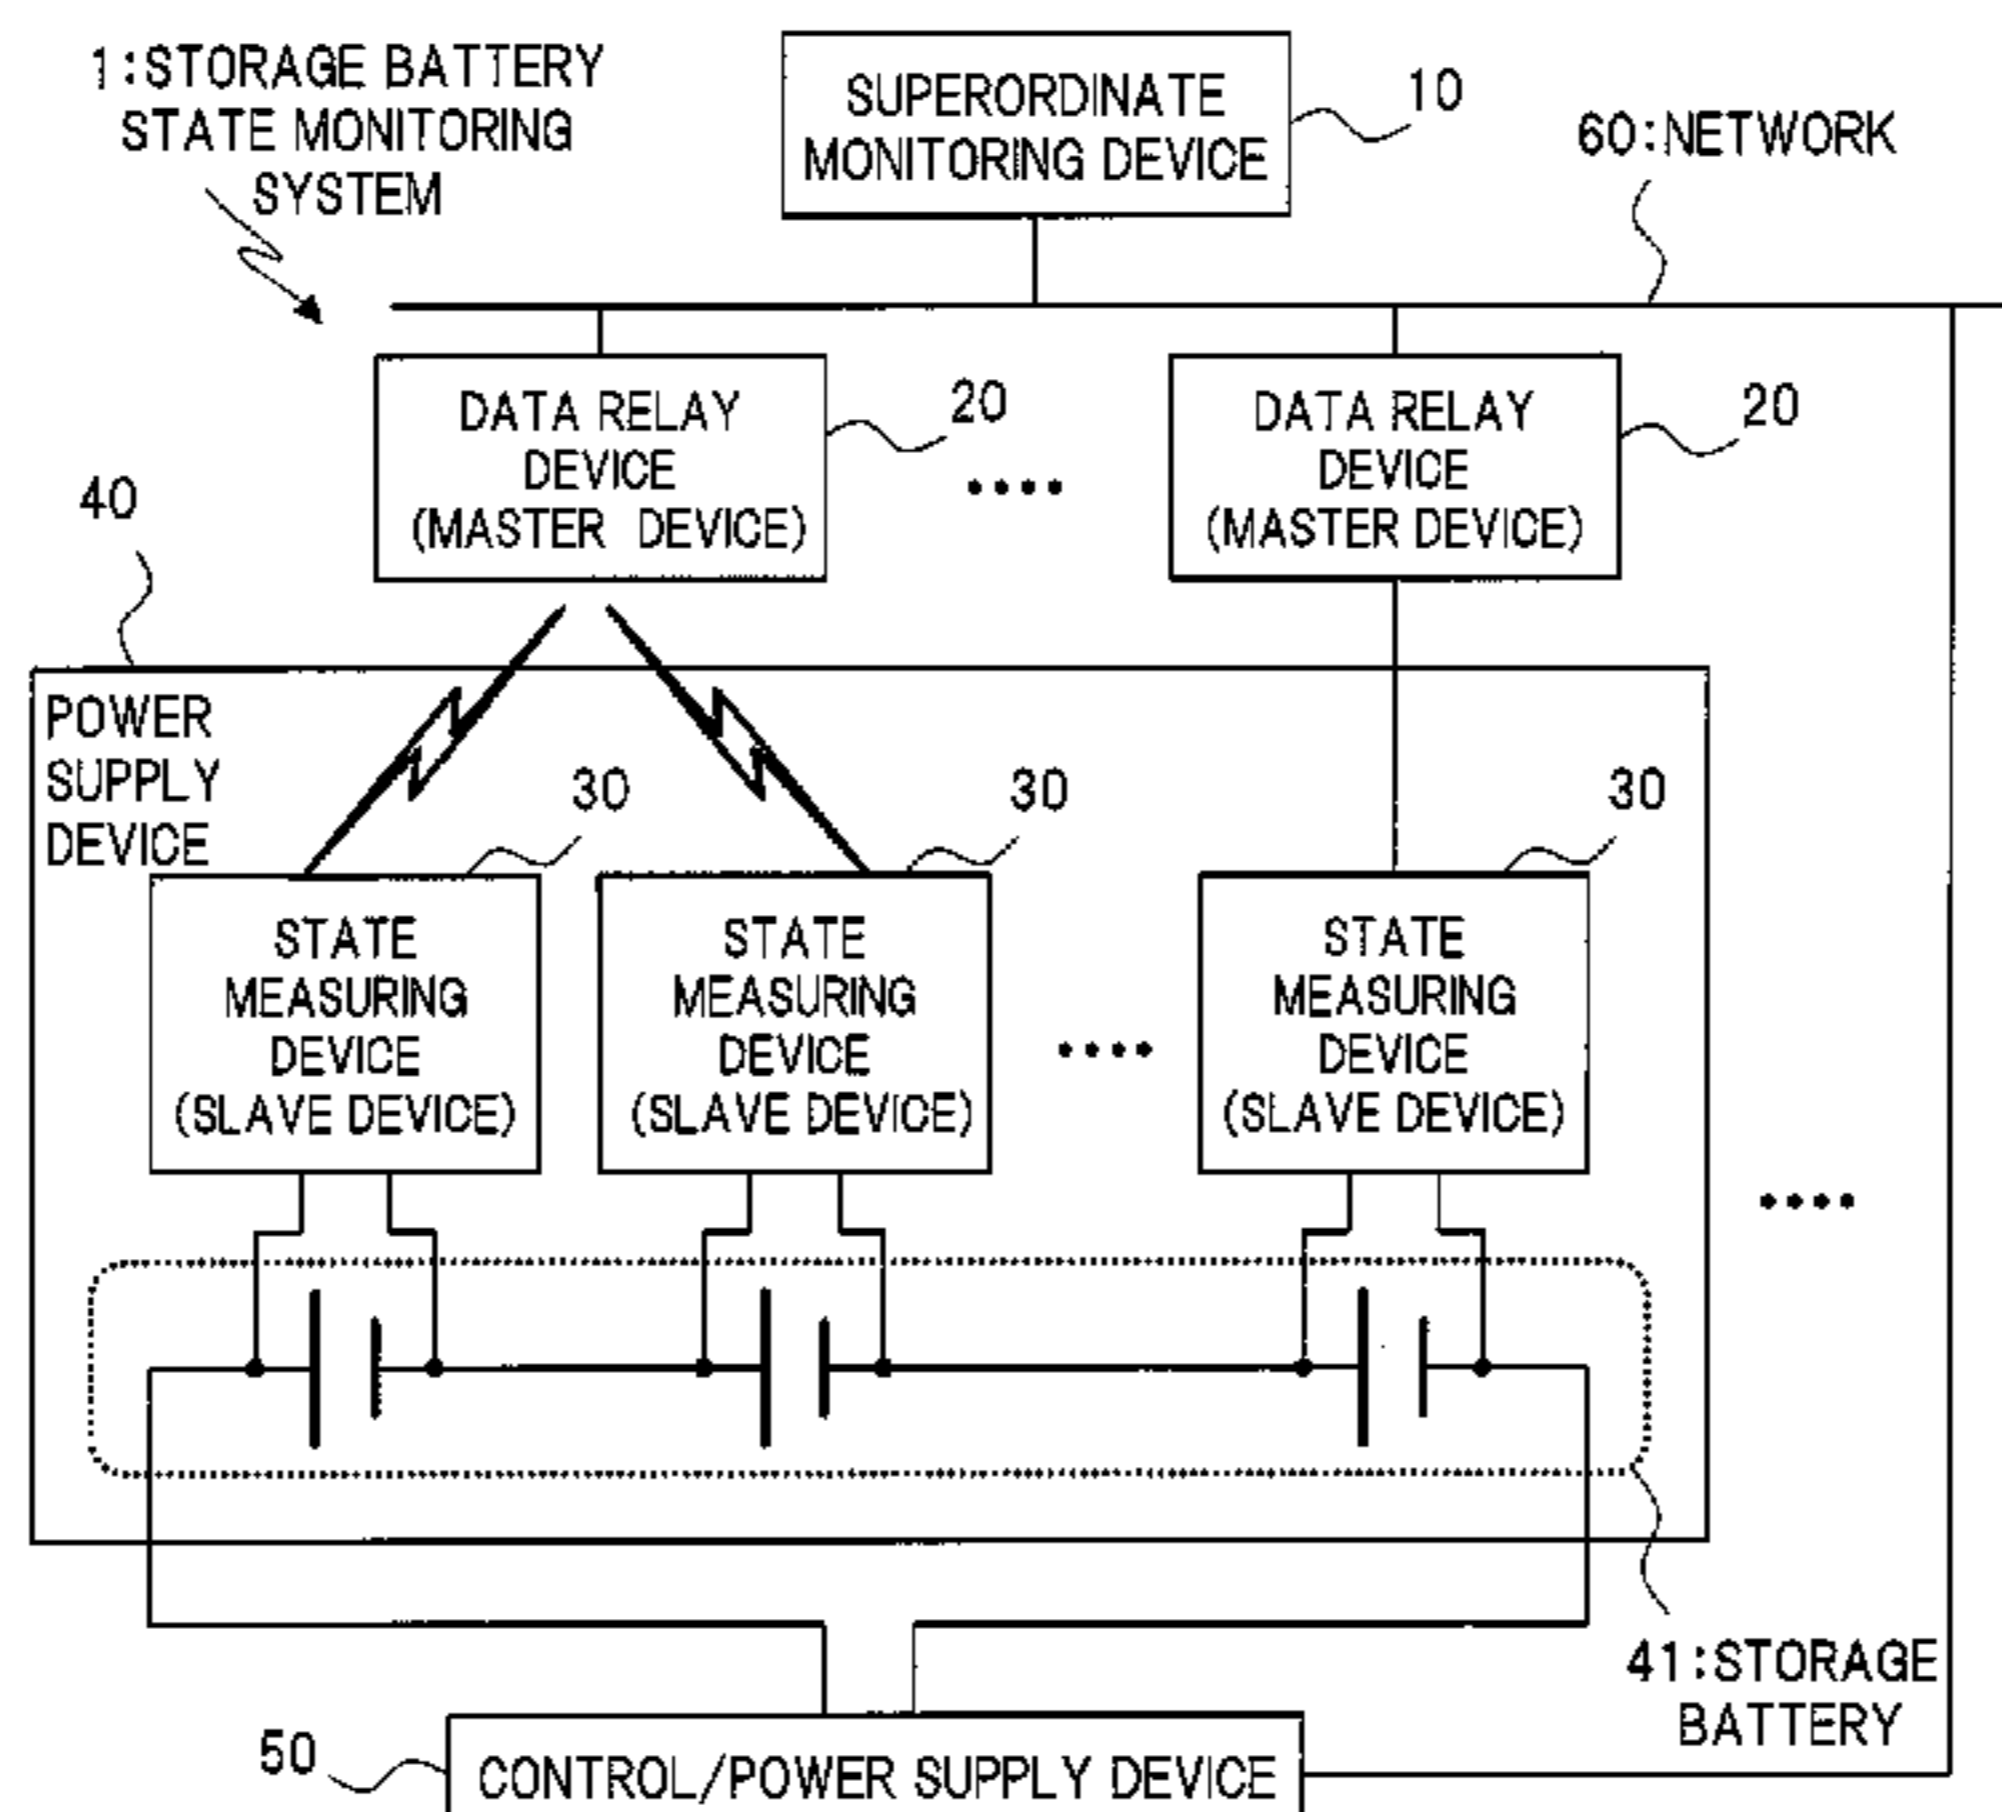 1:STORAGE BATTERY
STATE MONITORING
SYSTEM
SUPERORDINATE
MONITORING DEVICE
10
60:NETWORK
DATA RELAY
DEVICE
(MASTER DEVICE)
20
DATA RELAY
DEVICE
(MASTER DEVICE)
20
40
POWER
SUPPLY
DEVICE
30
30
30
STATE
MEASURING
DEVICE
(SLAVE DEVICE)
STATE
MEASURING
DEVICE
(SLAVE DEVICE)
STATE
MEASURING
DEVICE
(SLAVE DEVICE)
41:STORAGE
BATTERY
50
CONTROL/POWER SUPPLY DEVICE